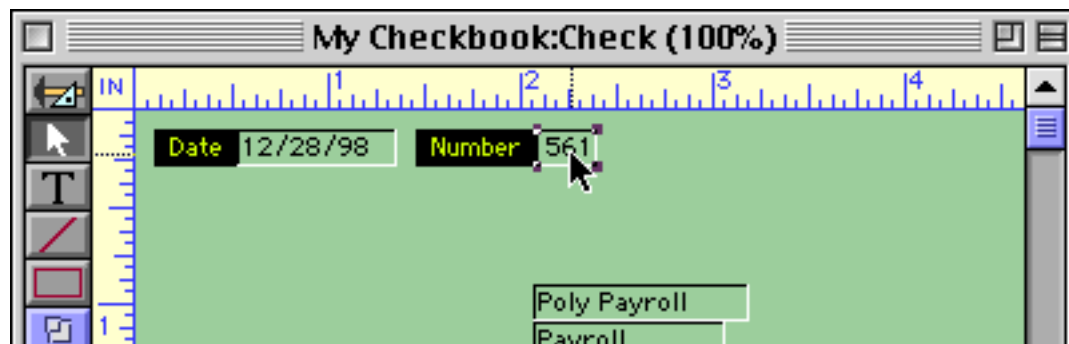 My Checkbook:Check (100%)
IN 1 2 3 4
Date 12/28/98 Number 561
T
Poly Payroll
1
Payroll